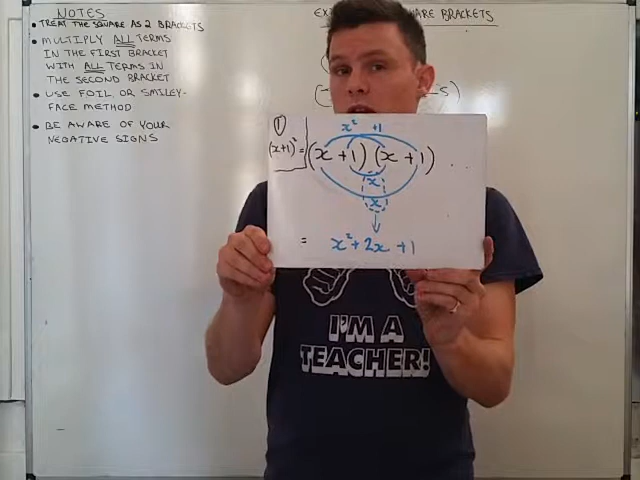 NOTES
• TREAT THE SQUARE AS 2 BRACKETS
• MULTIPLY ALL TERMS
IN THE FIRST BRACKET
WITH ALL TERMS IN
THE SECOND BRACKET
• USE FOIL OR SMILEY-
FACE METHOD
• BE AWARE OF YOUR
NEGATIVE SIGNS
BRACKETS
-5)
①
x² +1
(x+1)² = (x+1)(x+1)
x
x
= x² + 2x + 1
I'M A
TEACHER!